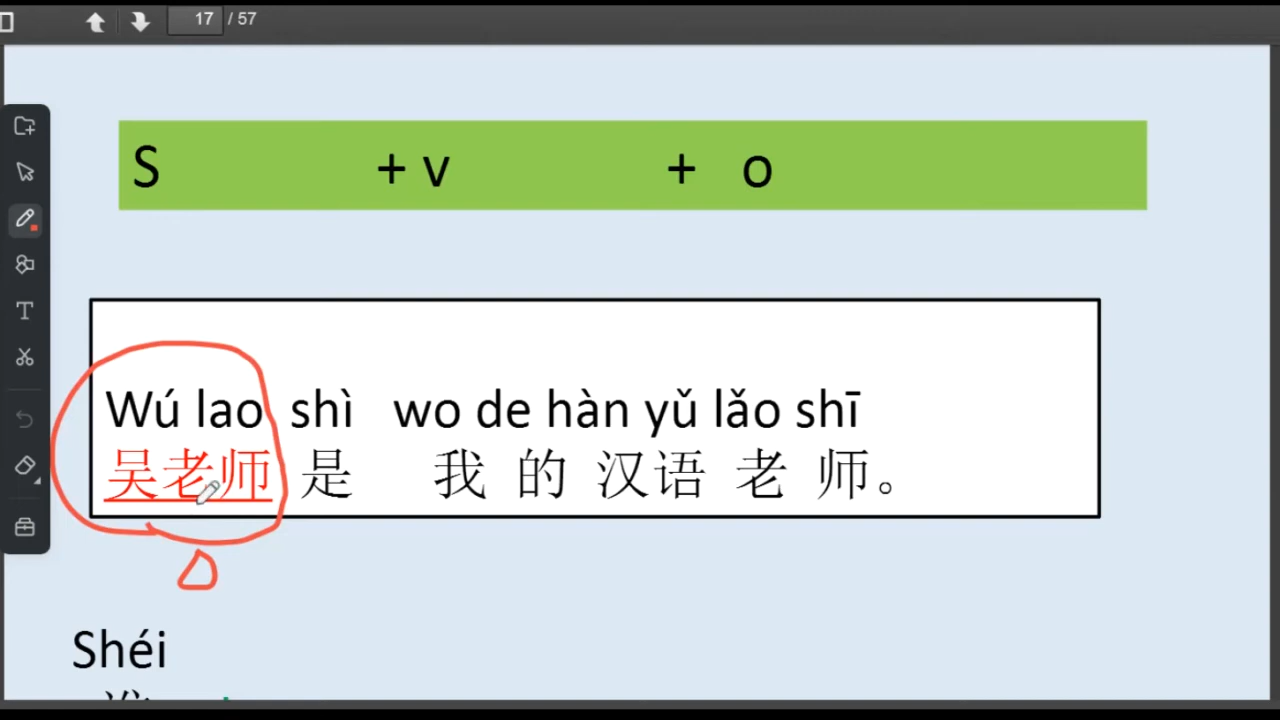 17 / 57
S + v + o
Wú lao shì wo de hàn yǔ lǎo shī
吴老师 是 我 的 汉语 老 师。
Shéi